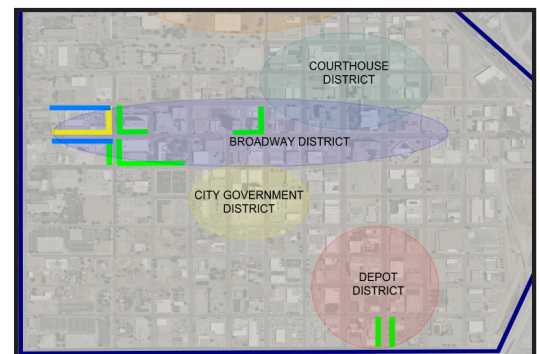 COURTHOUSE
DISTRICT
BROADWAY DISTRICT
CITY GOVERNMENT
DISTRICT
DEPOT
DISTRICT